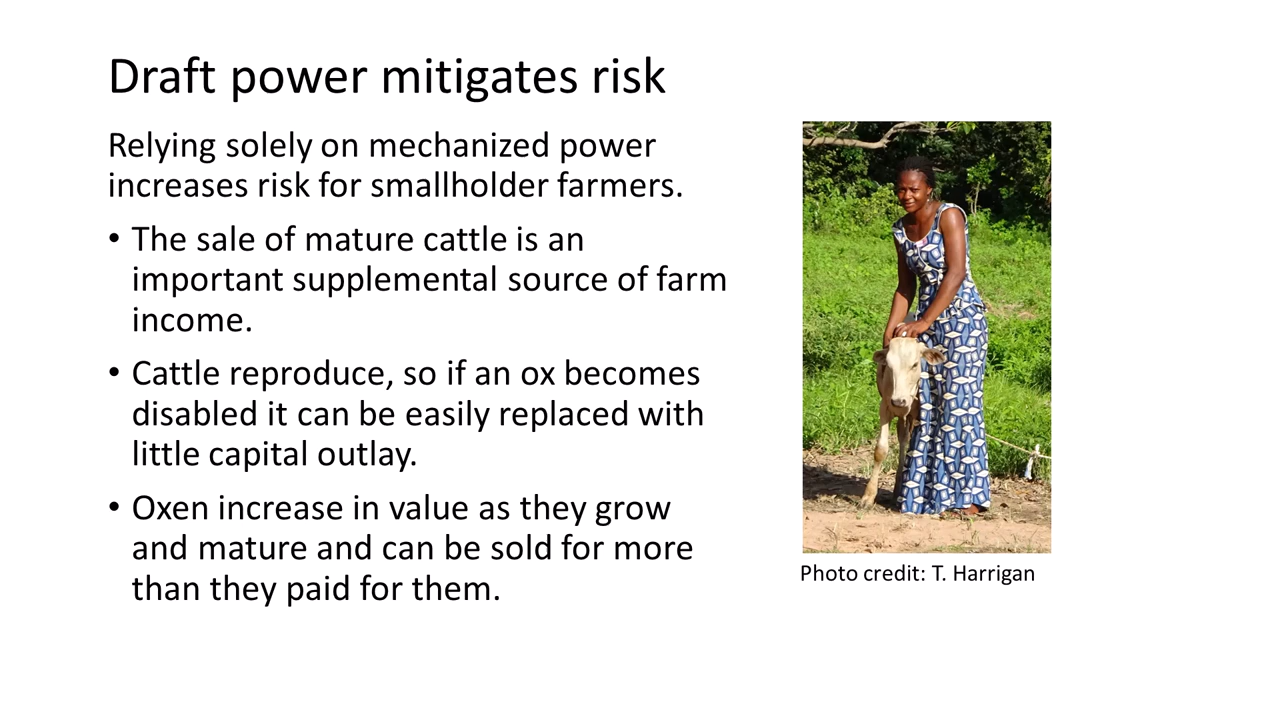 Draft power mitigates risk
Relying solely on mechanized power
increases risk for smallholder farmers.
• The sale of mature cattle is an
important supplemental source of farm
income.
• Cattle reproduce, so if an ox becomes
disabled it can be easily replaced with
little capital outlay.
• Oxen increase in value as they grow
and mature and can be sold for more
than they paid for them.
Photo credit: T. Harrigan